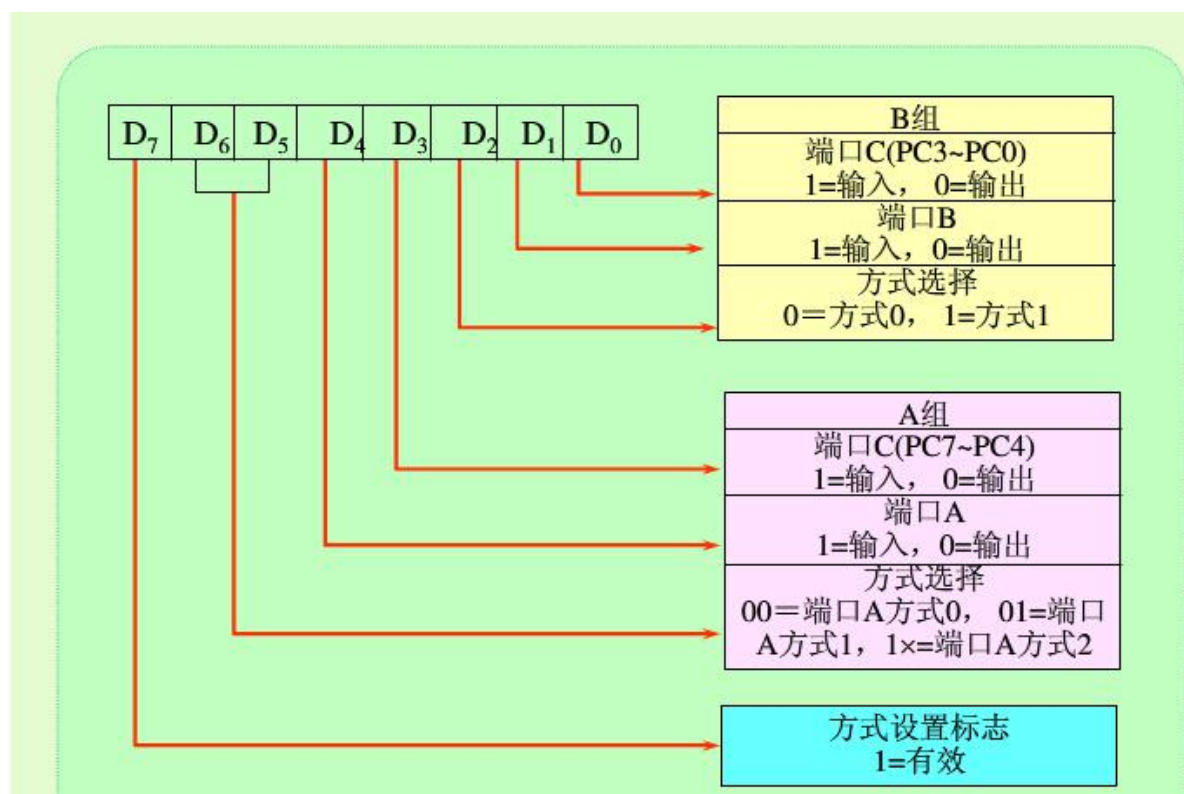 D7 D6 D5 D4 D3 D2 D1 D0
B组
端口C(PC3~PC0)
1=输入， 0=输出
端口B
1=输入，0=输出
方式选择
0＝方式0， 1=方式1
A组
端口C(PC7~PC4)
1=输入， 0=输出
端口A
1=输入，0=输出
方式选择
00＝端口A方式0， 01=端口
A方式1，1×=端口A方式2
方式设置标志
1=有效